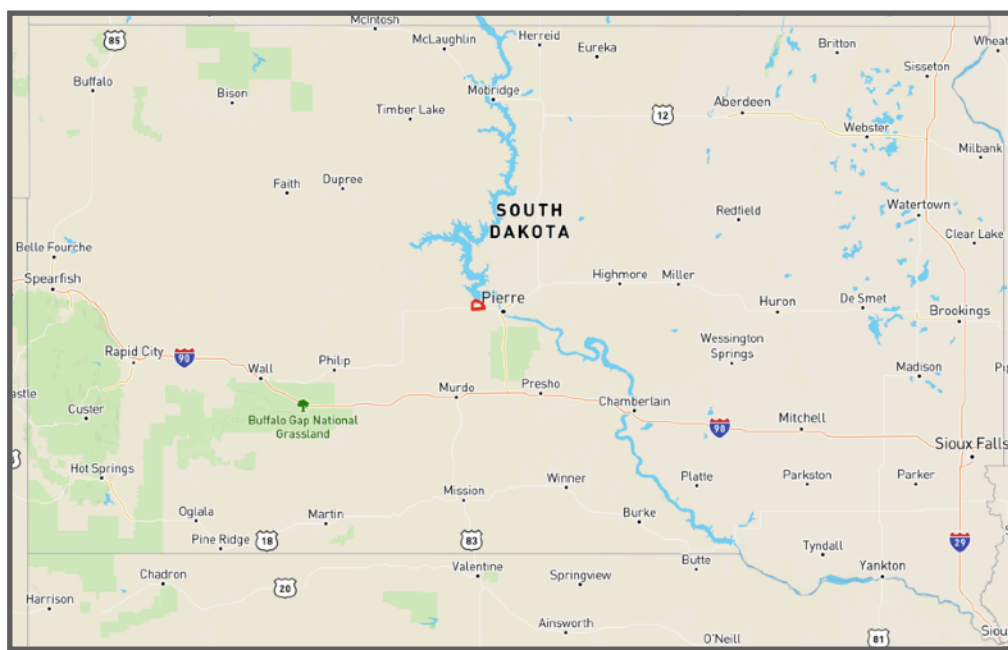 McIntosh
85
McLaughlin
Herreid
Eureka
Britton
Wheat
Sisseton
Buffalo
Bison
Mobridge
Timber Lake
12
Aberdeen
Webster
Milbank
Faith
Dupree
SOUTH
DAKOTA
Redfield
Watertown
Clear Lake
Belle Fourche
Spearfish
Highmore
Miller
Pierre
Huron
De Smet
Brookings
Rapid City
90
Wall
Philip
Wessington
Springs
Madison
Pip
astle
Custer
Murdo
Presho
Chamberlain
Buffalo Gap National
Grassland
90
Mitchell
Sioux Falls
Hot Springs
Mission
Winner
Platte
Parkston
Parker
Oglala
Martin
Burke
Pine Ridge
18
83
Butte
Tyndall
29
Chadron
20
Valentine
Springview
Yankton
Harrison
Ainsworth
O'Neill
81
Sioux